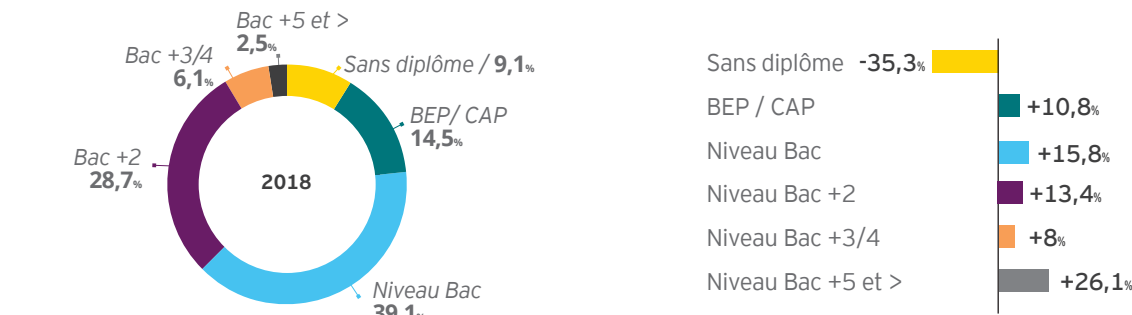 Bac +5 et >
2,5%
Bac +3/4
6,1%
Sans diplôme / 9,1%
BEP/ CAP
14,5%
Bac +2
28,7%
2018
Niveau Bac
39,1%
Sans diplôme -35,3%
BEP / CAP +10,8%
Niveau Bac +15,8%
Niveau Bac +2 +13,4%
Niveau Bac +3/4 +8%
Niveau Bac +5 et > +26,1%